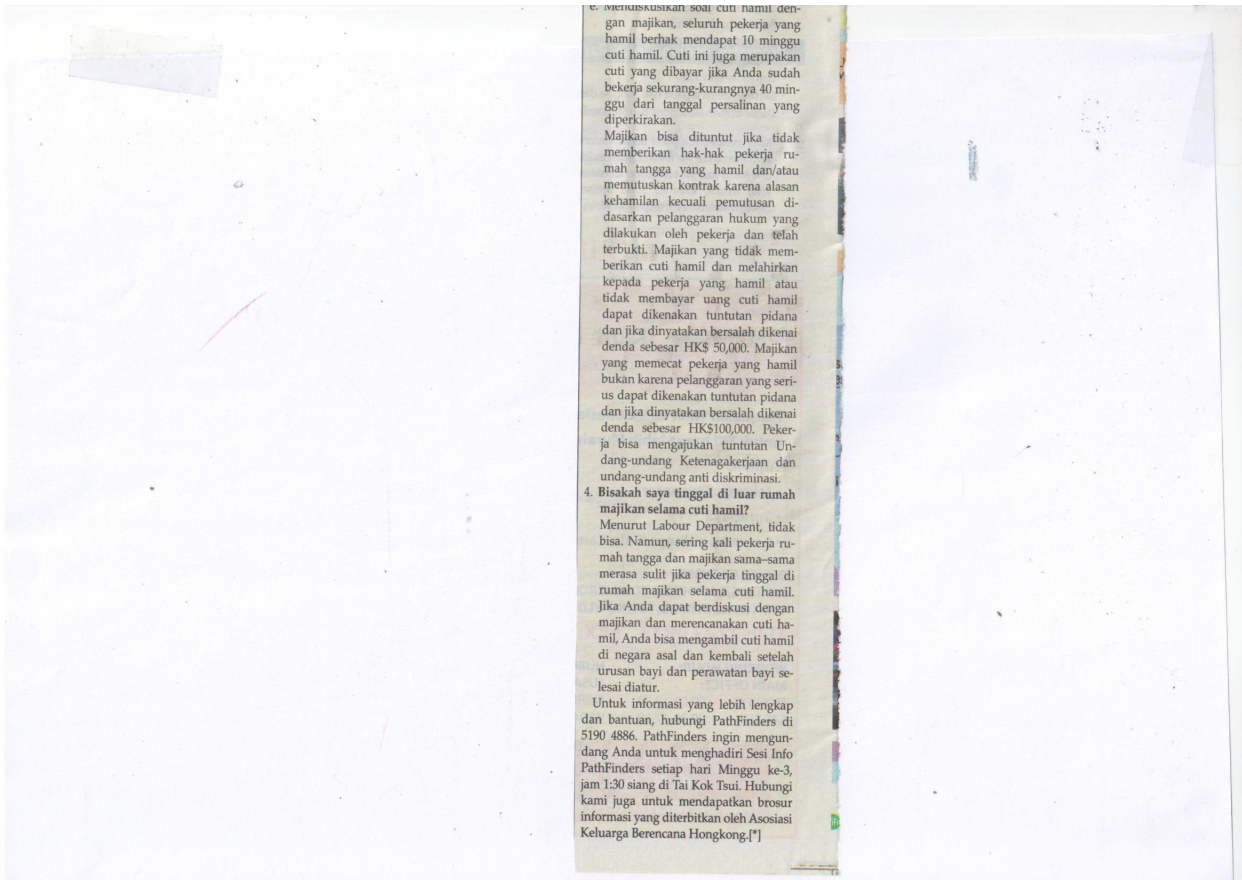 e. Mendiskusikan soal cuti hamil den-
gan majikan, seluruh pekerja yang
hamil berhak mendapat 10 minggu
cuti hamil. Cuti ini juga merupakan
cuti yang dibayar jika Anda sudah
bekerja sekurang-kurangnya 40 min-
ggu dari tanggal persalinan yang
diperkirakan.
Majikan bisa dituntut jika tidak
memberikan hak-hak pekerja ru-
mah tangga yang hamil dan/atau
memutuskan kontrak karena alasan
kehamilan kecuali pemutusan di-
dasarkan pelanggaran hukum yang
dilakukan oleh pekerja dan telah
terbukti. Majikan yang tidak mem-
berikan cuti hamil dan melahirkan
kepada pekerja yang hamil atau
tidak membayar uang cuti hamil
dapat dikenakan tuntutan pidana
dan jika dinyatakan bersalah dikenai
denda sebesar HK$ 50,000. Majikan
yang memecat pekerja yang hamil
bukan karena pelanggaran yang seri-
us dapat dikenakan tuntutan pidana
dan jika dinyatakan bersalah dikenai
denda sebesar HK$100,000. Peker-
ja bisa mengajukan tuntutan Un-
dang-undang Ketenagakerjaan dan
undang-undang anti diskriminasi.
4. Bisakah saya tinggal di luar rumah
majikan selama cuti hamil?
Menurut Labour Department, tidak
bisa. Namun, sering kali pekerja ru-
mah tangga dan majikan sama–sama
merasa sulit jika pekerja tinggal di
rumah majikan selama cuti hamil.
Jika Anda dapat berdiskusi dengan
majikan dan merencanakan cuti ha-
mil, Anda bisa mengambil cuti hamil
di negara asal dan kembali setelah
urusan bayi dan perawatan bayi se-
lesai diatur.
Untuk informasi yang lebih lengkap
dan bantuan, hubungi PathFinders di
5190 4886. PathFinders ingin mengun-
dang Anda untuk menghadiri Sesi Info
PathFinders setiap hari Minggu ke-3,
jam 1:30 siang di Tai Kok Tsui. Hubungi
kami juga untuk mendapatkan brosur
informasi yang diterbitkan oleh Asosiasi
Keluarga Berencana Hongkong.[*]